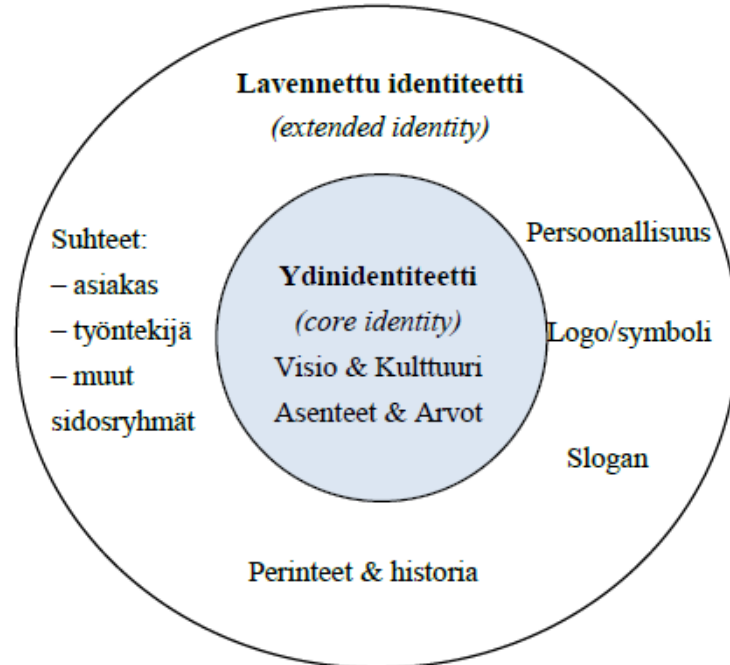 Lavennettu identiteetti
(extended identity)
Suhteet:
– asiakas
– työntekijä
– muut
sidosryhmät
Ydinidentiteetti
(core identity)
Visio & Kulttuuri
Asenteet & Arvot
Persoonallisuus
Logo/symboli
Slogan
Perinteet & historia